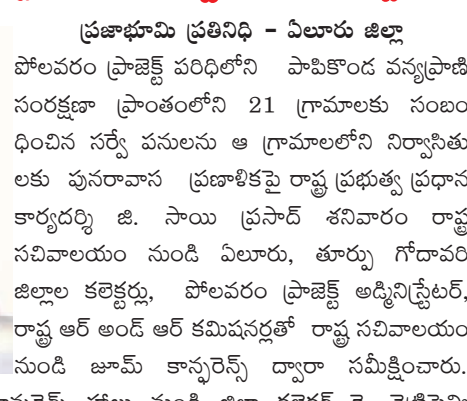 ప్రజాభూమి ప్రతినిధి - ఏలూరు జిల్లా
పోలవరం ప్రాజెక్ట్ పరిధిలోని పాపికొండ వన్యప్రాణి
సంరక్షణా ప్రాంతంలోని 21 గ్రామాలకు సంబం
ధించిన సర్వే పనులను ఆ గ్రామాలలోని నిర్వాసితు
లకు పునరావాస ప్రణాళికపై రాష్ట్ర ప్రభుత్వ ప్రధాన
కార్యదర్శి జి. సాయి ప్రసాద్ శనివారం రాష్ట్ర
సచివాలయం నుండి ఏలూరు, తూర్పు గోదావరి
జిల్లాల కలెక్టర్లు, పోలవరం ప్రాజెక్ట్ అడ్మినిస్ట్రేటర్,
రాష్ట్ర ఆర్ అండ్ ఆర్ కమిషనర్లతో రాష్ట్ర సచివాలయం
నుండి జూమ్ కాన్ఫరెన్స్ ద్వారా సమీక్షించారు.